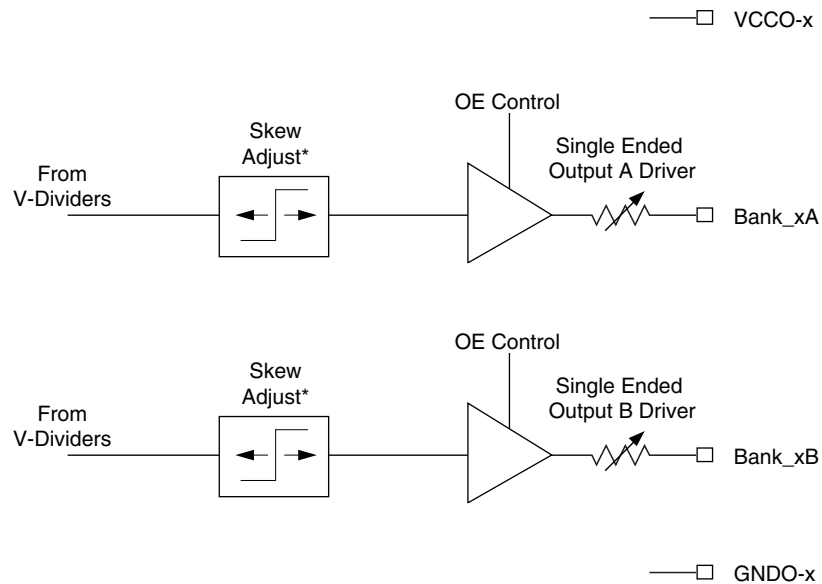 VCCO-x
OE Control
Skew
Adjust*
Single Ended
Output A Driver
From
V-Dividers
Bank_xA
OE Control
Skew
Adjust*
Single Ended
Output B Driver
From
V-Dividers
Bank_xB
GNDO-x